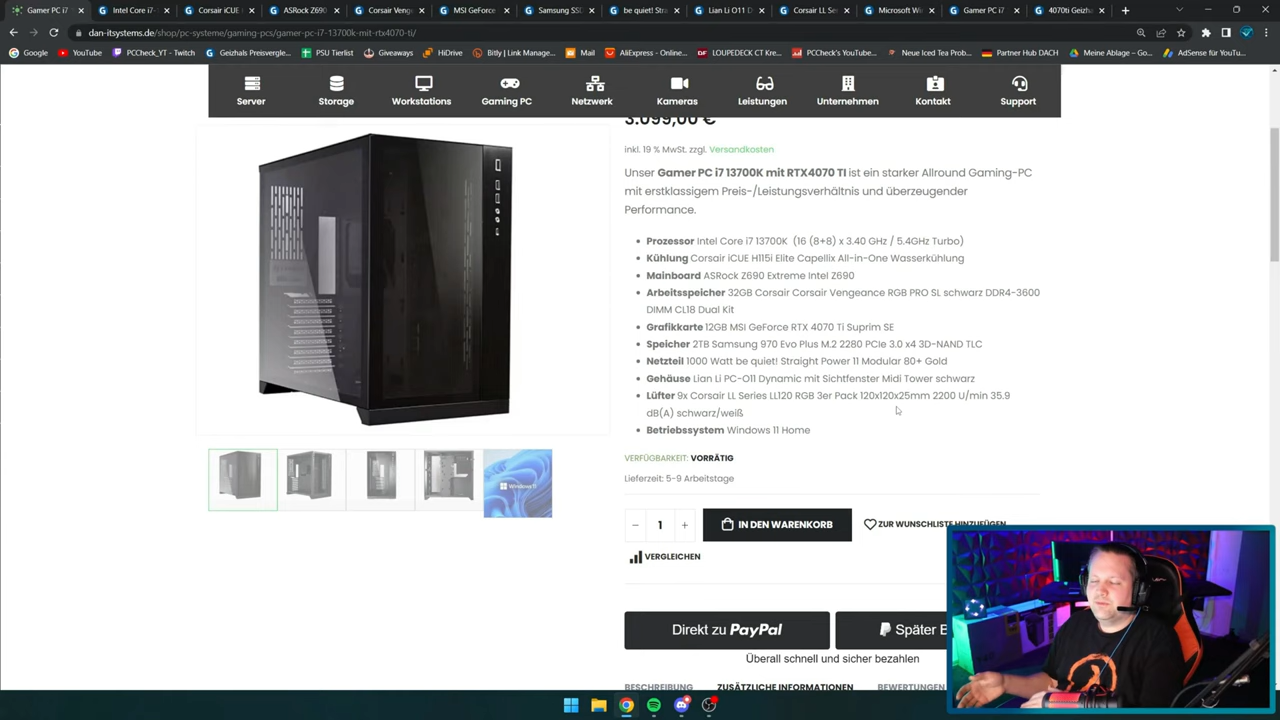 Gamer PC i7
Intel Core i7-
Corsair iCUE
ASRock Z690
Corsair Veng
MSI GeForce
Samsung SSD
be quiet! Stra
Lian Li O11 D
Corsair LL Se
Microsoft Wi
Gamer PC i7
4070ti Geizha
dan-itsystems.de/shop/pc-systeme/gaming-pcs/gamer-pc-i7-13700k-mit-rtx4070-ti/
Google
YouTube
PCCheck_YT - Twitch
Geizhals Preisvergle...
PSU Tierlist
Giveaways
HiDrive
Bitly | Link Manage...
Mail
AliExpress - Online...
LOUPEDECK CT Kre...
PCCheck's YouTube...
Neue Iced Tea Prob...
Partner Hub DACH
Meine Ablage – Go...
AdSense für YouTu...
Server
Storage
Workstations
Gaming PC
Netzwerk
Kameras
Leistungen
Unternehmen
Kontakt
Support
3.099,00 €
inkl. 19 % MwSt. zzgl. Versandkosten
Unser Gamer PC i7 13700K mit RTX4070 TI ist ein starker Allround Gaming-PC
mit erstklassigem Preis-/Leistungsverhältnis und überzeugender
Performance.
Prozessor Intel Core i7 13700K (16 (8+8) x 3.40 GHz / 5.4GHz Turbo)
Kühlung Corsair iCUE H115i Elite Capellix All-in-One Wasserkühlung
Mainboard ASRock Z690 Extreme Intel Z690
Arbeitsspeicher 32GB Corsair Corsair Vengeance RGB PRO SL schwarz DDR4-3600
DIMM CL18 Dual Kit
Grafikkarte 12GB MSI GeForce RTX 4070 Ti Suprim SE
Speicher 2TB Samsung 970 Evo Plus M.2 2280 PCIe 3.0 x4 3D-NAND TLC
Netzteil 1000 Watt be quiet! Straight Power 11 Modular 80+ Gold
Gehäuse Lian Li PC-O11 Dynamic mit Sichtfenster Midi Tower schwarz
Lüfter 9x Corsair LL Series LL120 RGB 3er Pack 120x120x25mm 2200 U/min 35.9
dB(A) schwarz/weiß
Betriebssystem Windows 11 Home
VERFÜGBARKEIT: VORRÄTIG
Lieferzeit: 5-9 Arbeitstage
Windows 11
− 1 +
IN DEN WARENKORB
ZUR WUNSCHLISTE HINZUFÜGEN
VERGLEICHEN
Direkt zu PayPal
Später B
Überall schnell und sicher bezahlen
BESCHREIBUNG
ZUSÄTZLICHE INFORMATIONEN
BEWERTUNGEN